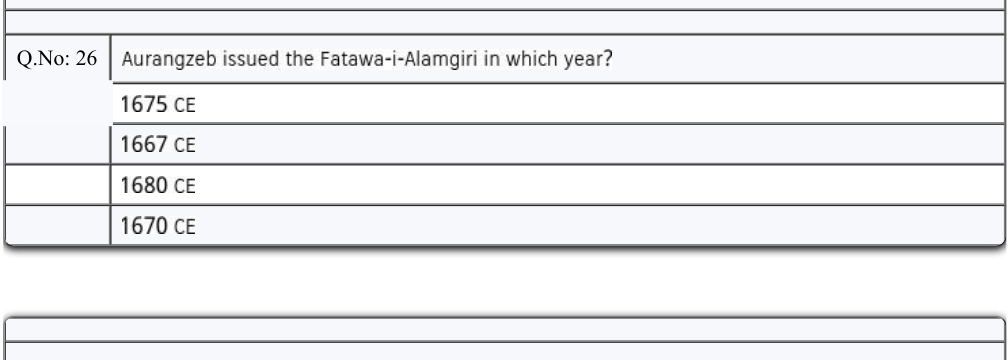 Q.No: 26 Aurangzeb issued the Fatawa-i-Alamgiri in which year?
1675 CE
1667 CE
1680 CE
1670 CE